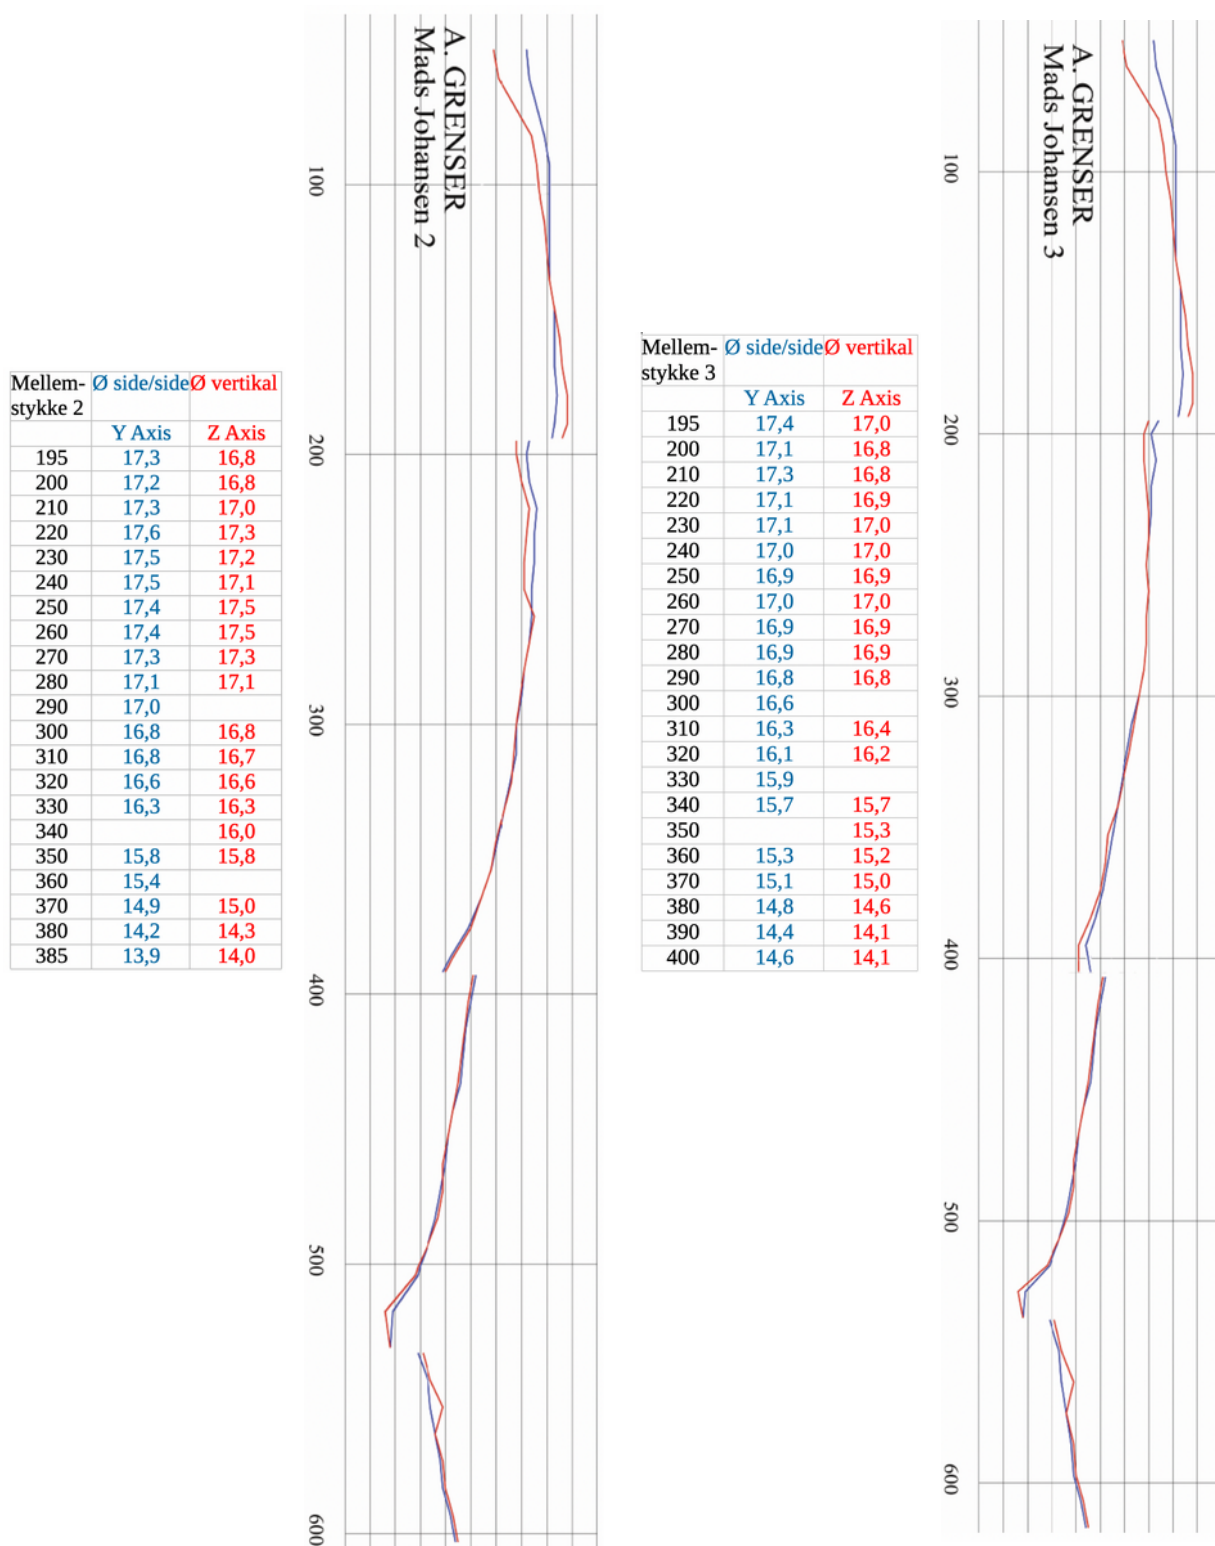 Mellem-
stykke 2 Ø side/side Ø vertikal
Y Axis Z Axis
195 17,3 16,8
200 17,2 16,8
210 17,3 17,0
220 17,6 17,3
230 17,5 17,2
240 17,5 17,1
250 17,4 17,5
260 17,4 17,5
270 17,3 17,3
280 17,1 17,1
290 17,0
300 16,8 16,8
310 16,8 16,7
320 16,6 16,6
330 16,3 16,3
340 16,0
350 15,8 15,8
360 15,4
370 14,9 15,0
380 14,2 14,3
385 13,9 14,0
A. GRENSER
Mads Johansen 2
100
200
300
400
500
600
Mellem-
stykke 3 Ø side/side Ø vertikal
Y Axis Z Axis
195 17,4 17,0
200 17,1 16,8
210 17,3 16,8
220 17,1 16,9
230 17,1 17,0
240 17,0 17,0
250 16,9 16,9
260 17,0 17,0
270 16,9 16,9
280 16,9 16,9
290 16,8 16,8
300 16,6
310 16,3 16,4
320 16,1 16,2
330 15,9
340 15,7 15,7
350 15,3
360 15,3 15,2
370 15,1 15,0
380 14,8 14,6
390 14,4 14,1
400 14,6 14,1
A. GRENSER
Mads Johansen 3
100
200
300
400
500
600